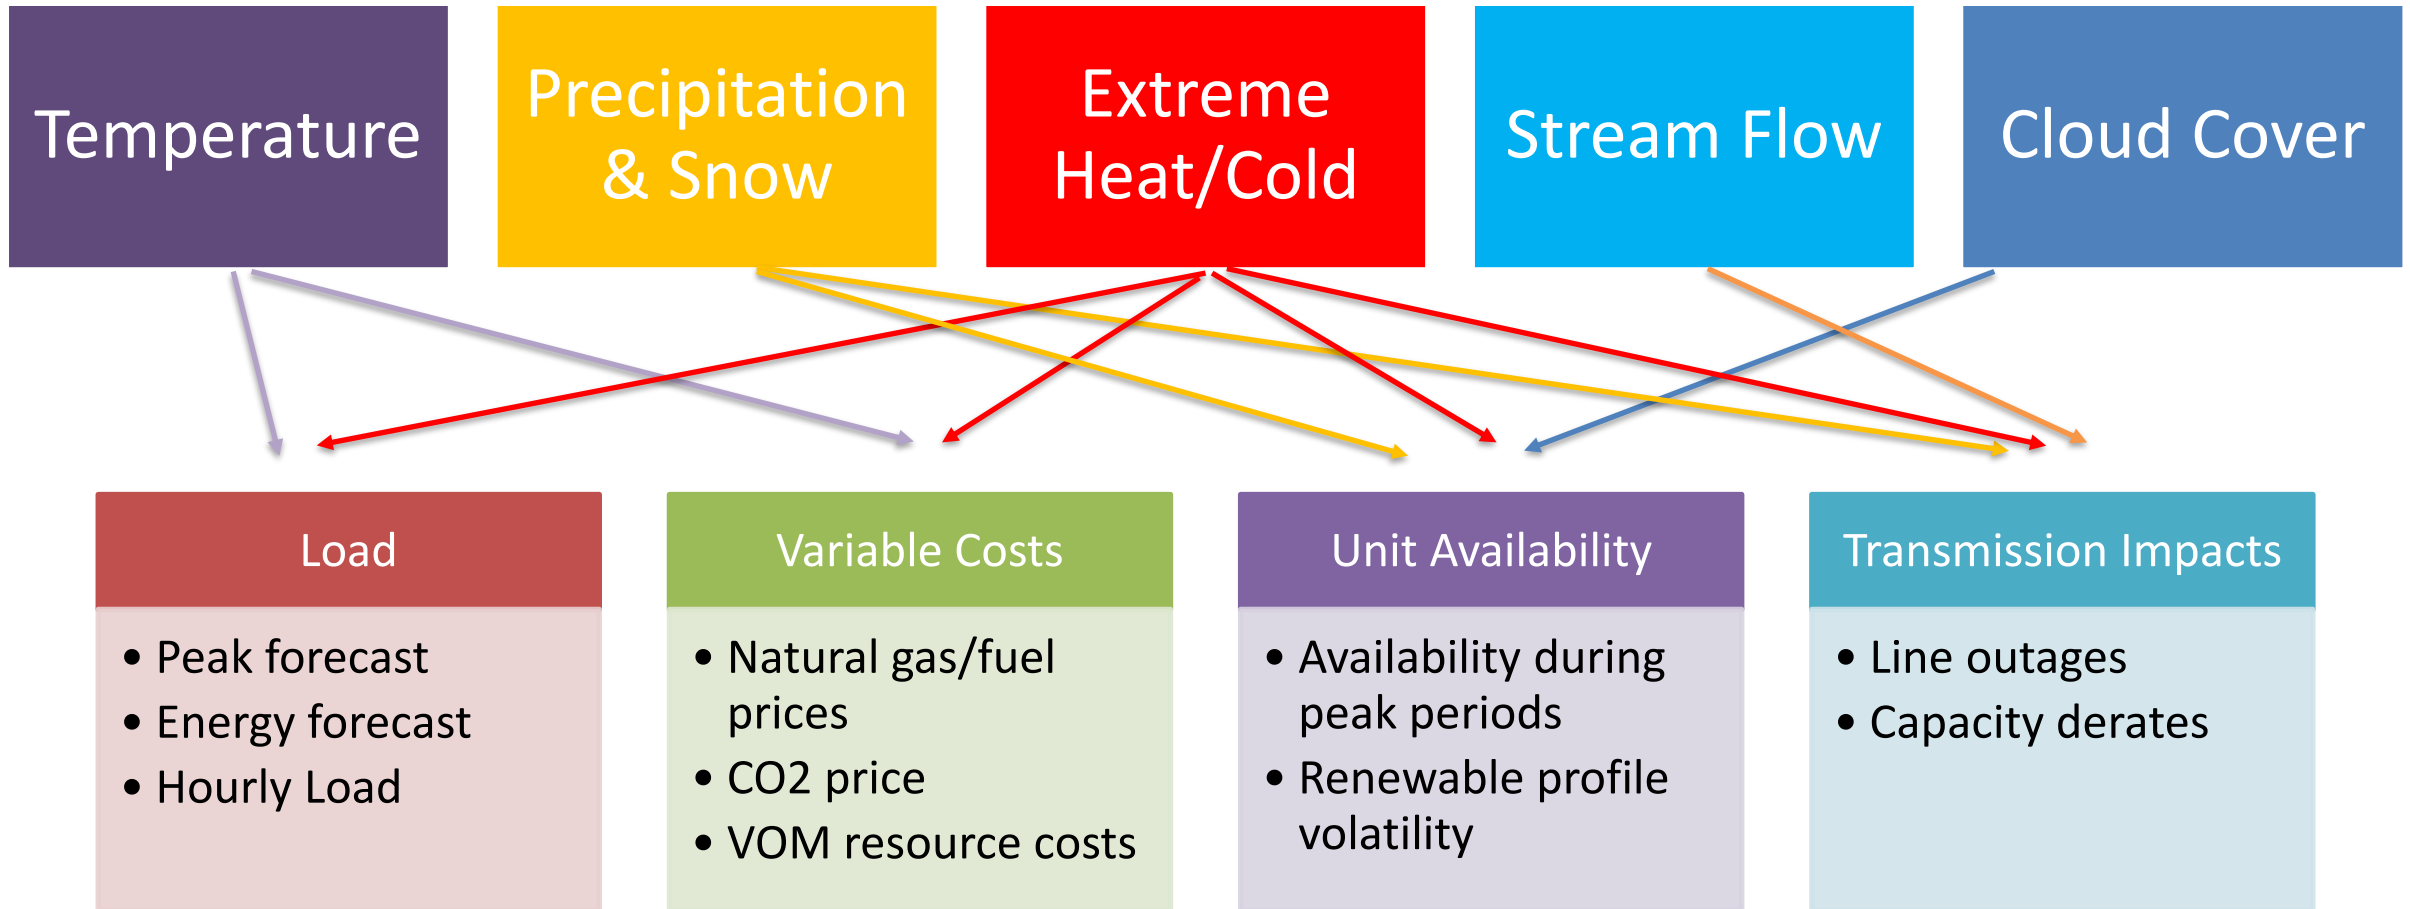 Temperature
Precipitation
& Snow
Extreme
Heat/Cold
Stream Flow
Cloud Cover
Load
• Peak forecast
• Energy forecast
• Hourly Load
Variable Costs
• Natural gas/fuel
prices
• CO2 price
• VOM resource costs
Unit Availability
• Availability during
peak periods
• Renewable profile
volatility
Transmission Impacts
• Line outages
• Capacity derates